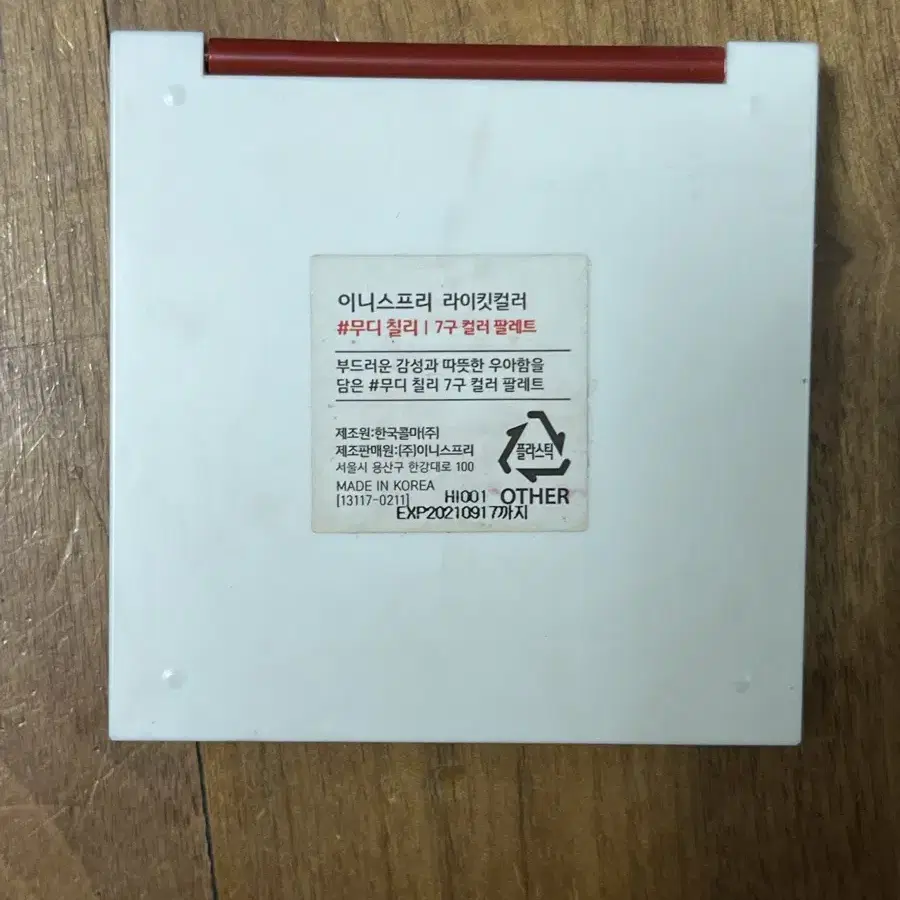 이니스프리 라이킷컬러
#무디 칠리 | 7구 컬러 팔레트
부드러운 감성과 따뜻한 우아함을
담은 #무디 칠리 7구 컬러 팔레트
제조원:한국콜마(주)
제조판매원:(주)이니스프리
서울시 용산구 한강대로 100
MADE IN KOREA
[13117-0211]
HI001
EXP20210917까지
플라스틱
OTHER